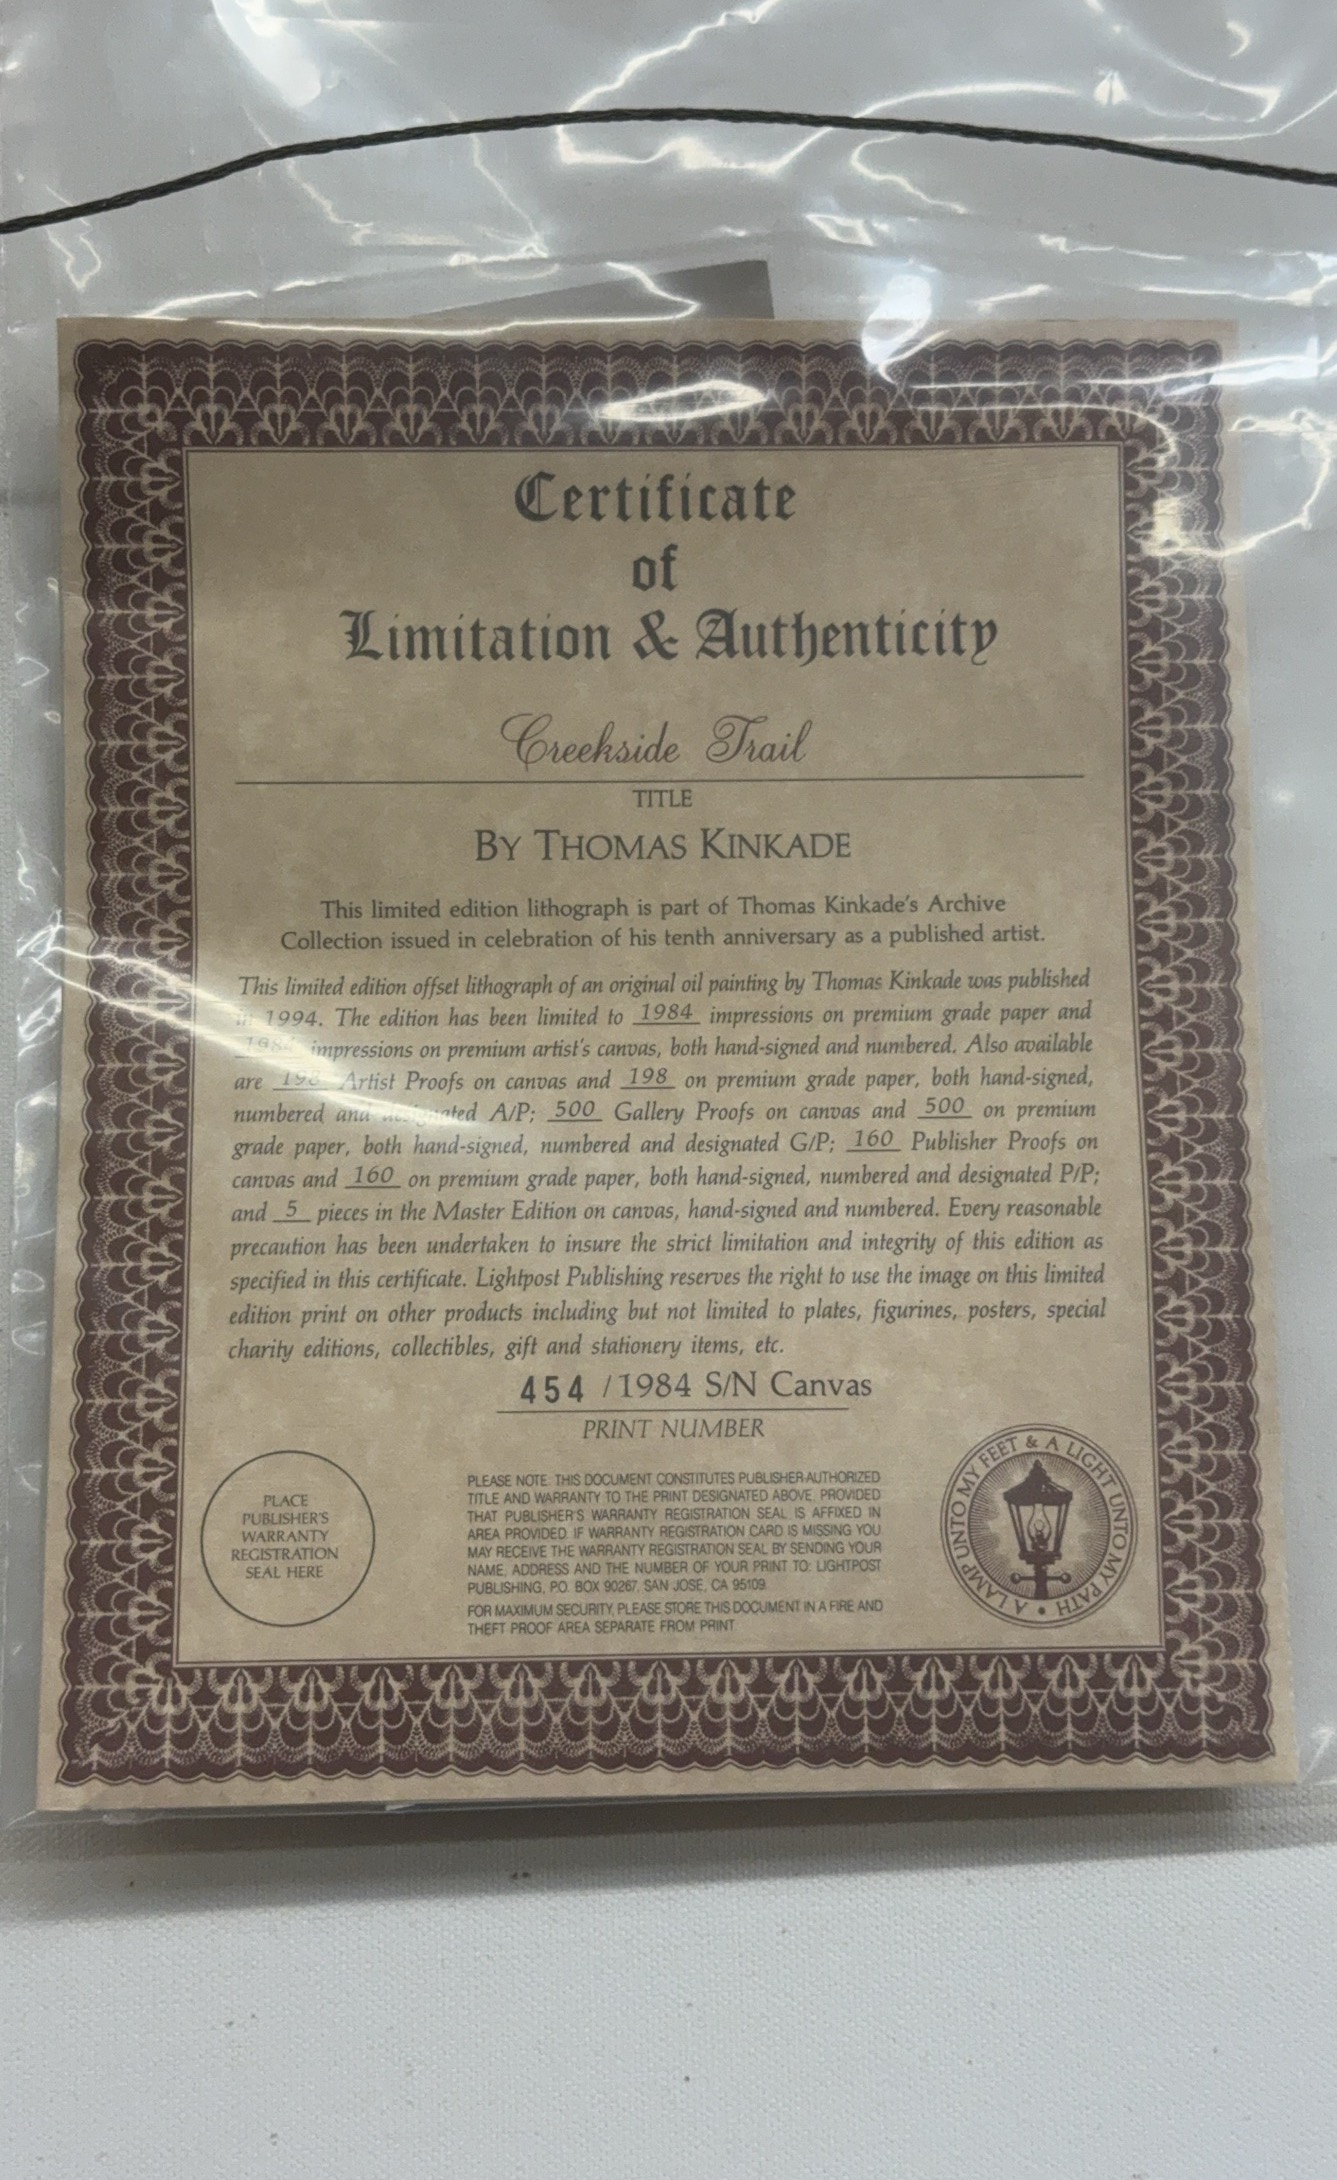 Certificate
of
Limitation & Authenticity
Creekside Trail
TITLE
BY THOMAS KINKADE
This limited edition lithograph is part of Thomas Kinkade's Archive
Collection issued in celebration of his tenth anniversary as a published artist.
This limited edition offset lithograph of an original oil painting by Thomas Kinkade was published
in 1994. The edition has been limited to 1984 impressions on premium grade paper and
1984 impressions on premium artist's canvas, both hand-signed and numbered. Also available
are 198 Artist Proofs on canvas and 198 on premium grade paper, both hand-signed,
numbered and designated A/P; 500 Gallery Proofs on canvas and 500 on premium
grade paper, both hand-signed, numbered and designated G/P; 160 Publisher Proofs on
canvas and 160 on premium grade paper, both hand-signed, numbered and designated P/P;
and 5 pieces in the Master Edition on canvas, hand-signed and numbered. Every reasonable
precaution has been undertaken to insure the strict limitation and integrity of this edition as
specified in this certificate. Lightpost Publishing reserves the right to use the image on this limited
edition print on other products including but not limited to plates, figurines, posters, special
charity editions, collectibles, gift and stationery items, etc.
454 /1984 S/N Canvas
PRINT NUMBER
PLACE
PUBLISHER'S
WARRANTY
REGISTRATION
SEAL HERE
PLEASE NOTE: THIS DOCUMENT CONSTITUTES PUBLISHER-AUTHORIZED
TITLE AND WARRANTY TO THE PRINT DESIGNATED ABOVE, PROVIDED
THAT PUBLISHER'S WARRANTY REGISTRATION SEAL IS AFFIXED IN
AREA PROVIDED. IF WARRANTY REGISTRATION CARD IS MISSING YOU
MAY RECEIVE THE WARRANTY REGISTRATION SEAL BY SENDING YOUR
NAME, ADDRESS AND THE NUMBER OF YOUR PRINT TO: LIGHTPOST
PUBLISHING, P.O. BOX 90267, SAN JOSE, CA 95109.
FOR MAXIMUM SECURITY, PLEASE STORE THIS DOCUMENT IN A FIRE AND
THEFT PROOF AREA SEPARATE FROM PRINT.
A LAMP UNTO MY FEET & A LIGHT UNTO MY PATH •